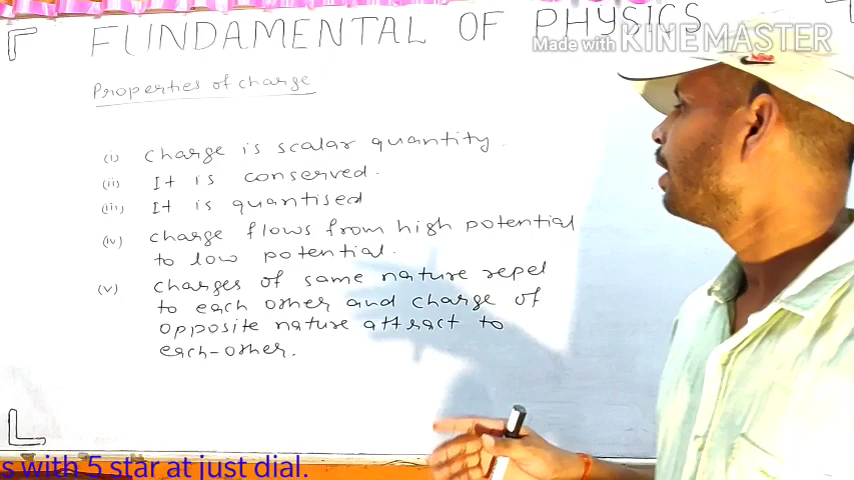 FUNDAMENTAL OF PHYSICS
Made with KINEMASTER
Properties of charge
(i) charge is scalar quantity.
(ii) It is conserved.
(iii) It is quantised
(iv) charge flows from high potential
to low potential.
(v) charges of same nature repel
to each other and charge of
opposite nature attract to
each-other.
s with 5 star at just dial.